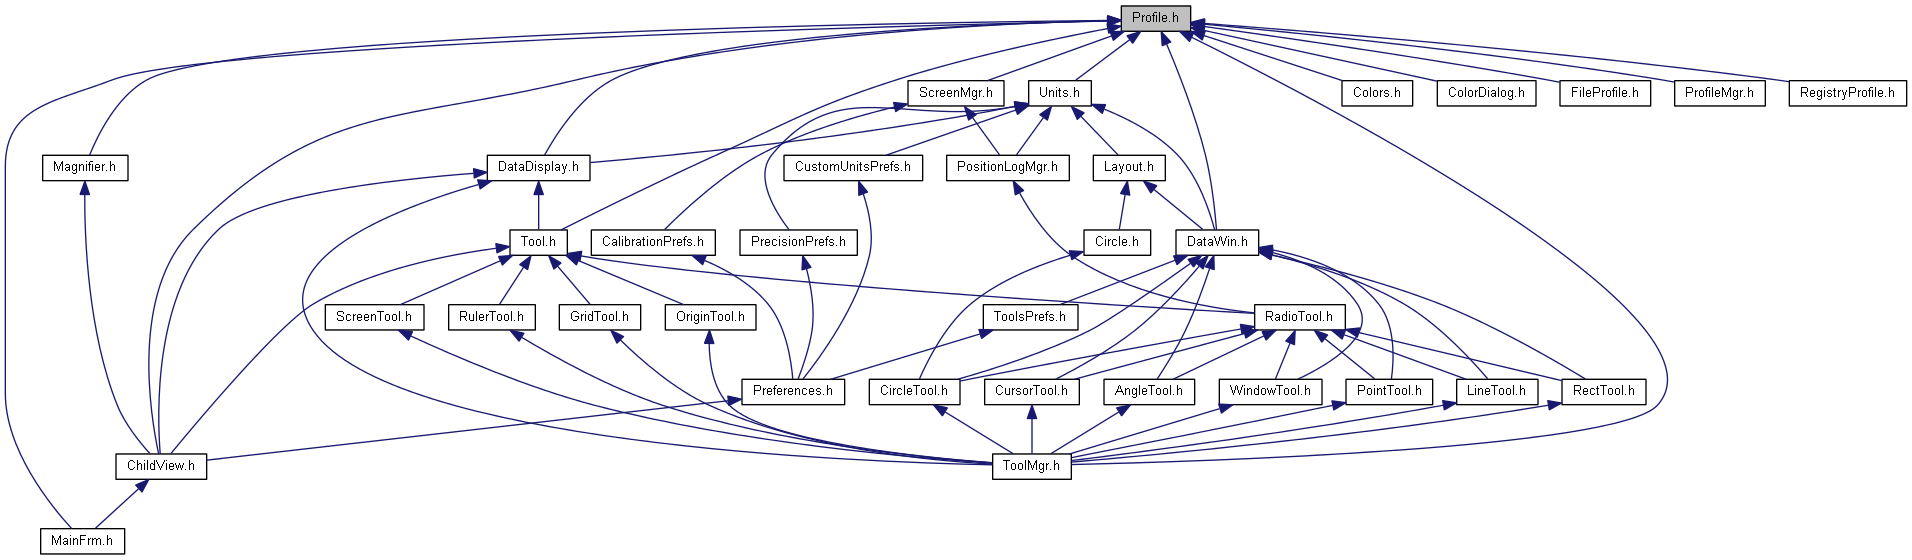 Profile.h
ScreenMgr.h
Units.h
Colors.h
ColorDialog.h
FileProfile.h
ProfileMgr.h
RegistryProfile.h
Magnifier.h
DataDisplay.h
CustomUnitsPrefs.h
PositionLogMgr.h
Layout.h
Tool.h
CalibrationPrefs.h
PrecisionPrefs.h
Circle.h
DataWin.h
ScreenTool.h
RulerTool.h
GridTool.h
OriginTool.h
ToolsPrefs.h
RadioTool.h
Preferences.h
CircleTool.h
CursorTool.h
AngleTool.h
WindowTool.h
PointTool.h
LineTool.h
RectTool.h
ChildView.h
ToolMgr.h
MainFrm.h